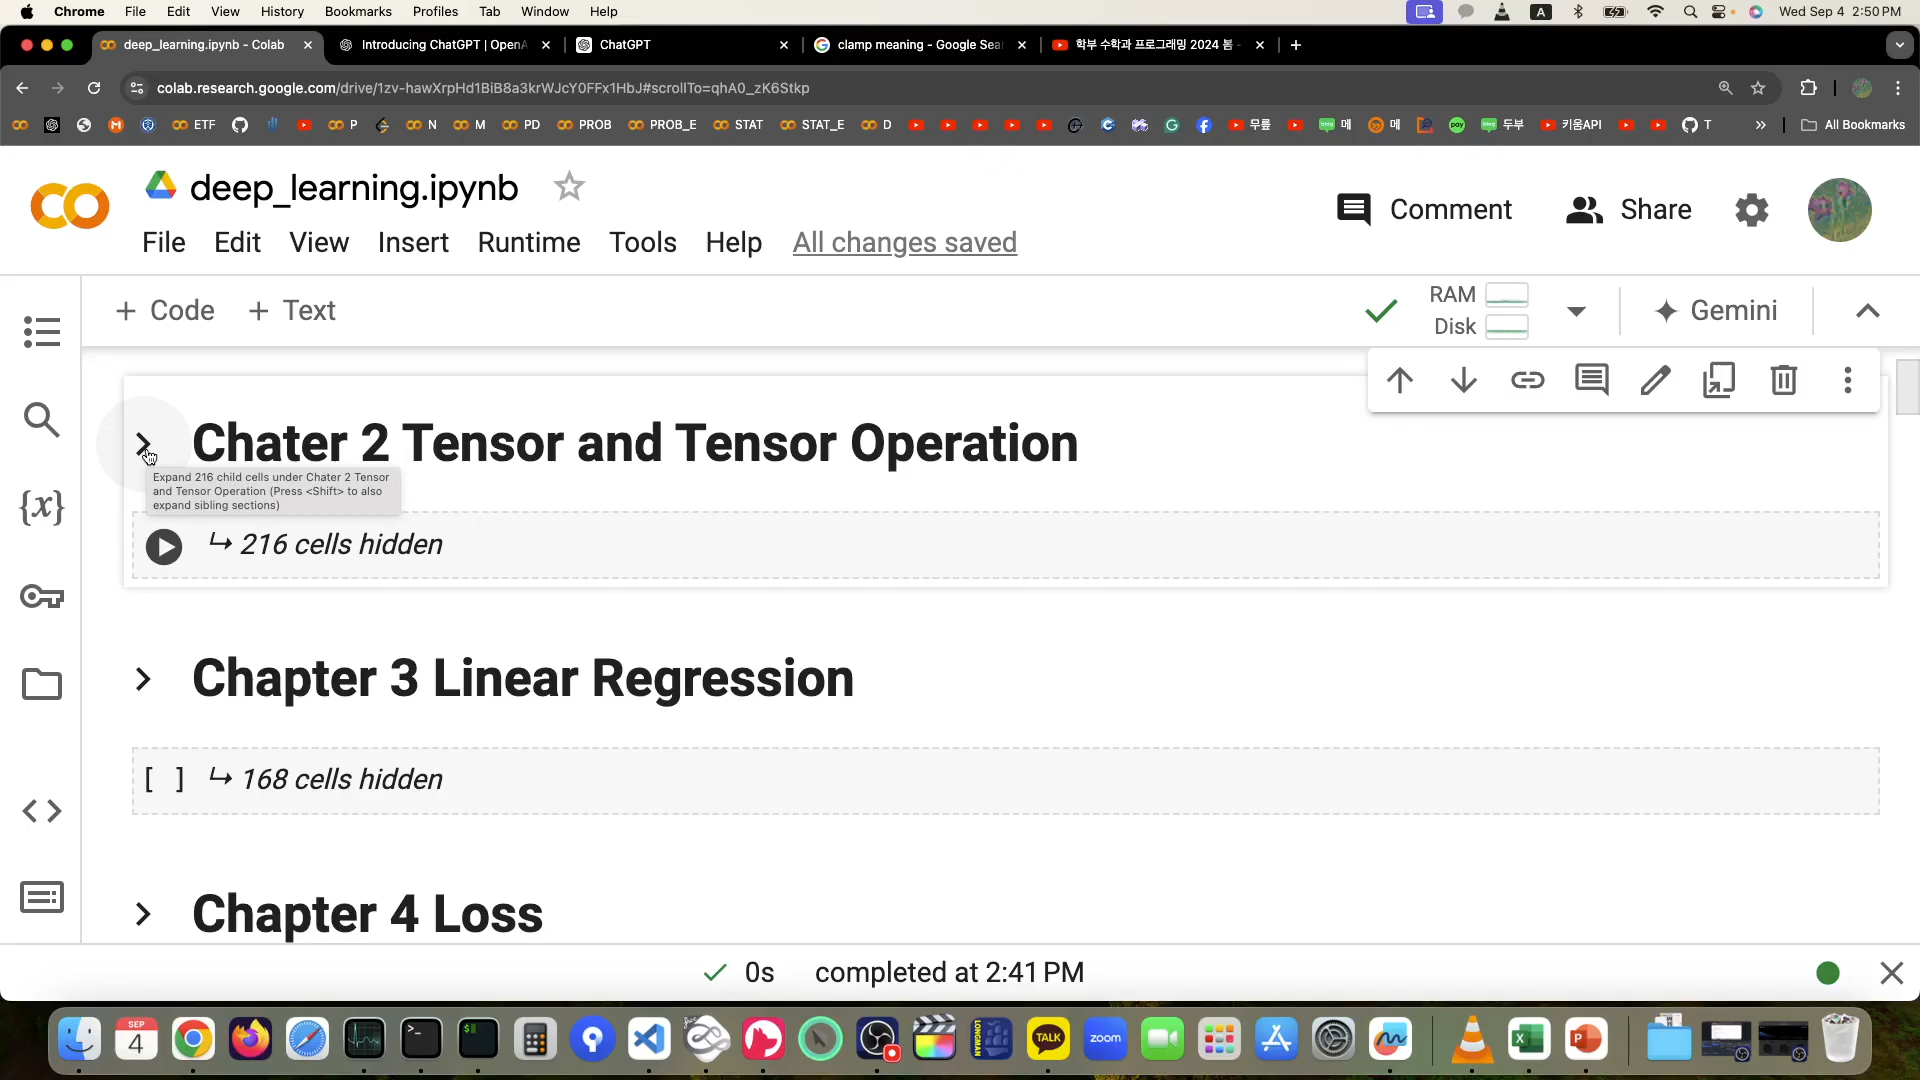 Chrome File Edit View History Bookmarks Profiles Tab Window Help A Wed Sep 4 2:50 PM
deep_learning.ipynb - Colab Introducing ChatGPT | OpenA ChatGPT clamp meaning - Google Sea 학부 수학과 프로그래밍 2024 봄 -
colab.research.google.com/drive/1zv-hawXrpHd1BiB8a3krWJcY0FFx1HbJ#scrollTo=qhA0_zK6Stkp
ETF P N M PD PROB PROB_E STAT STAT_E D 무릎 메 메 두부 키움API T » All Bookmarks
CO deep_learning.ipynb
Comment Share
File Edit View Insert Runtime Tools Help All changes saved
+ Code + Text RAM Disk Gemini
Chater 2 Tensor and Tensor Operation
Expand 216 child cells under Chater 2 Tensor
and Tensor Operation (Press <Shift> to also
expand sibling sections)
{x}
↳ 216 cells hidden
Chapter 3 Linear Regression
[ ] ↳ 168 cells hidden
Chapter 4 Loss
0s completed at 2:41 PM
SEP
4
LONGMAN
TALK
zoom